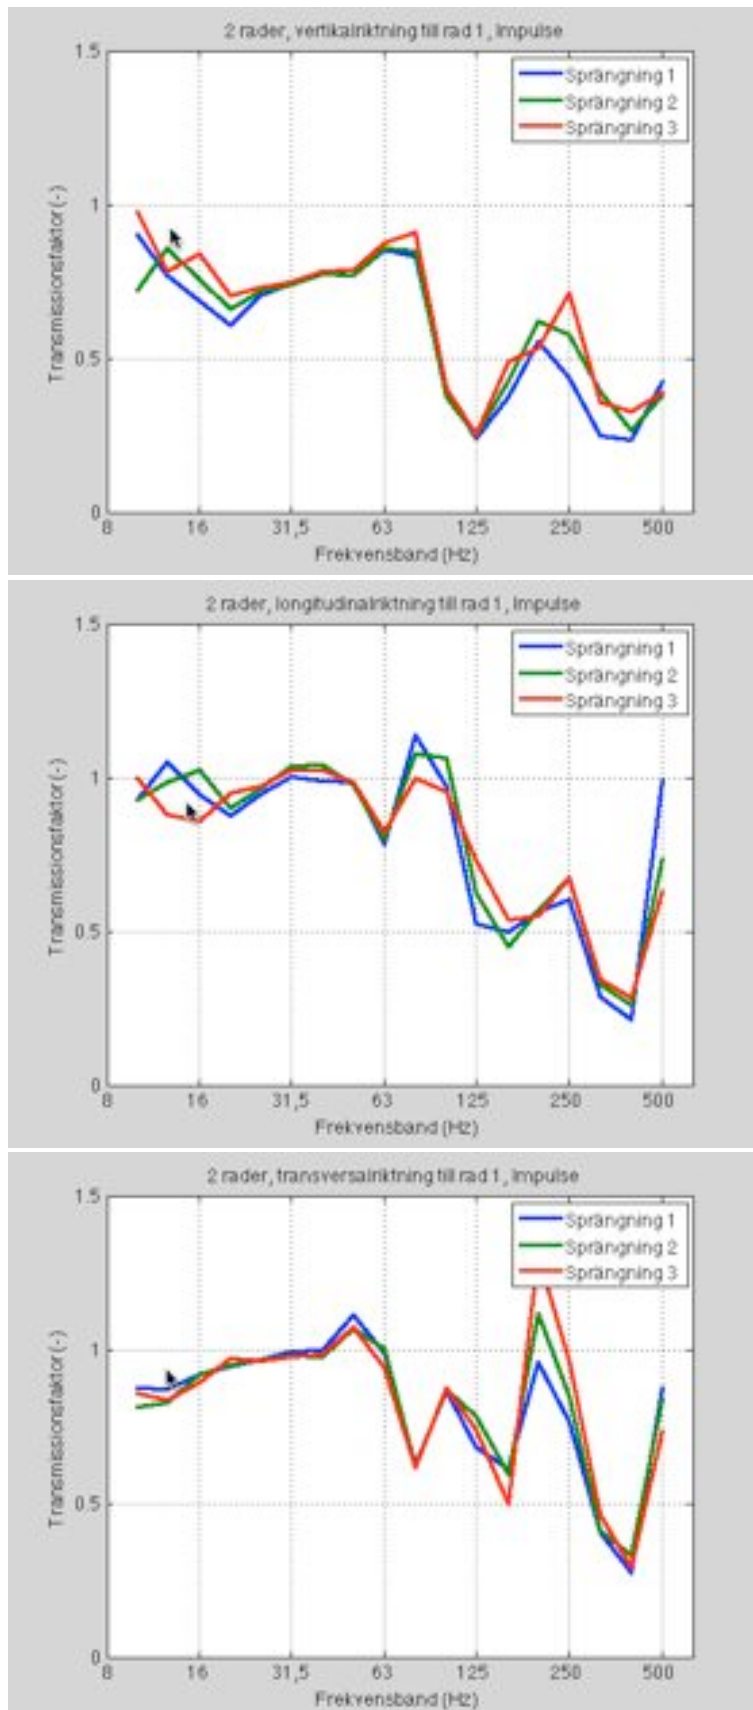 2 rader, vertikalriktning till rad 1, Impulse
1.5
Sprängning 1
Sprängning 2
Sprängning 3
1
0.5
0
Transmissionsfaktor (-)
8 16 31,5 63 125 250 500
Frekvensband (Hz)
2 rader, longitudinalriktning till rad 1, Impulse
1.5
Sprängning 1
Sprängning 2
Sprängning 3
1
0.5
0
Transmissionsfaktor (-)
8 16 31,5 63 125 250 500
Frekvensband (Hz)
2 rader, transversalriktning till rad 1, Impulse
1.5
Sprängning 1
Sprängning 2
Sprängning 3
1
0.5
0
Transmissionsfaktor (-)
8 16 31,5 63 125 250 500
Frekvensband (Hz)